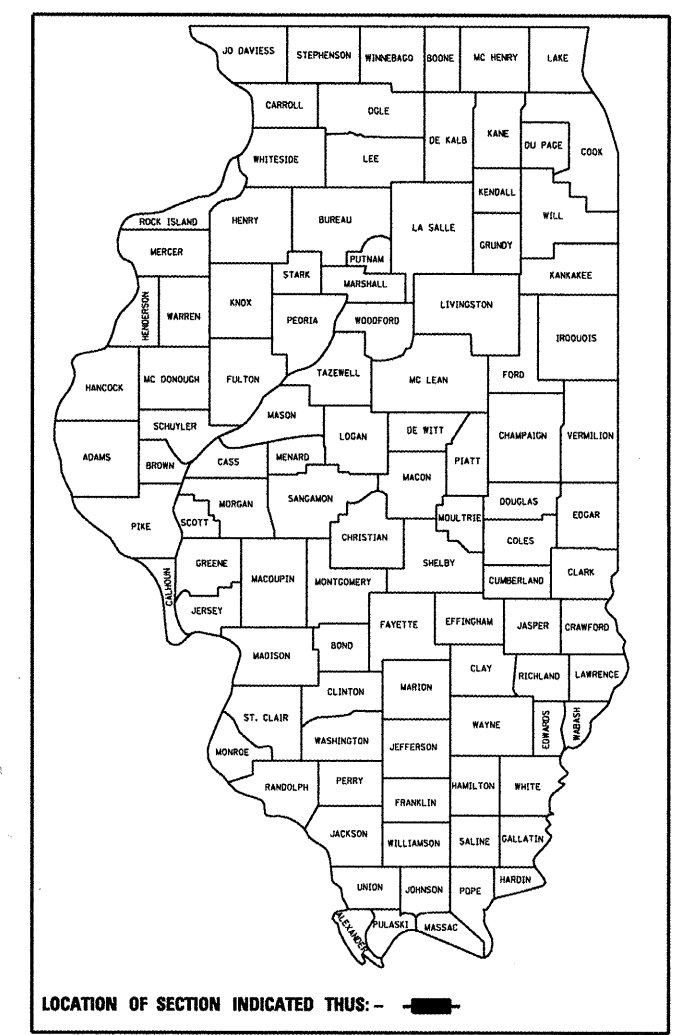 JO DAVIESS
STEPHENSON
WINNEBAGO
BOONE
MC HENRY
LAKE
CARROLL
OGLE
DE KALB
KANE
DU PAGE
COOK
WHITESIDE
LEE
KENDALL
WILL
ROCK ISLAND
HENRY
BUREAU
LA SALLE
GRUNDY
MERCER
PUTNAM
STARK
MARSHALL
KANKAKEE
HENDERSON
WARREN
KNOX
PEORIA
WOODFORD
LIVINGSTON
IROQUOIS
HANCOCK
MC DONOUGH
FULTON
TAZEWELL
MC LEAN
FORD
SCHUYLER
MASON
LOGAN
DE WITT
CHAMPAIGN
VERMILION
ADAMS
BROWN
CASS
MENARD
MACON
PIATT
PIKE
SCOTT
MORGAN
SANGAMON
CHRISTIAN
MOULTRIE
DOUGLAS
EDGAR
COLES
CALHOUN
GREENE
MACOUPIN
MONTGOMERY
SHELBY
CUMBERLAND
CLARK
JERSEY
FAYETTE
EFFINGHAM
JASPER
CRAWFORD
MADISON
BOND
CLAY
RICHLAND
LAWRENCE
CLINTON
MARION
ST. CLAIR
WAYNE
EDWARDS
WABASH
MONROE
WASHINGTON
JEFFERSON
RANDOLPH
PERRY
HAMILTON
WHITE
FRANKLIN
JACKSON
WILLIAMSON
SALINE
GALLATIN
UNION
JOHNSON
POPE
HARDIN
ALEXANDER
PULASKI
MASSAC
LOCATION OF SECTION INDICATED THUS: -